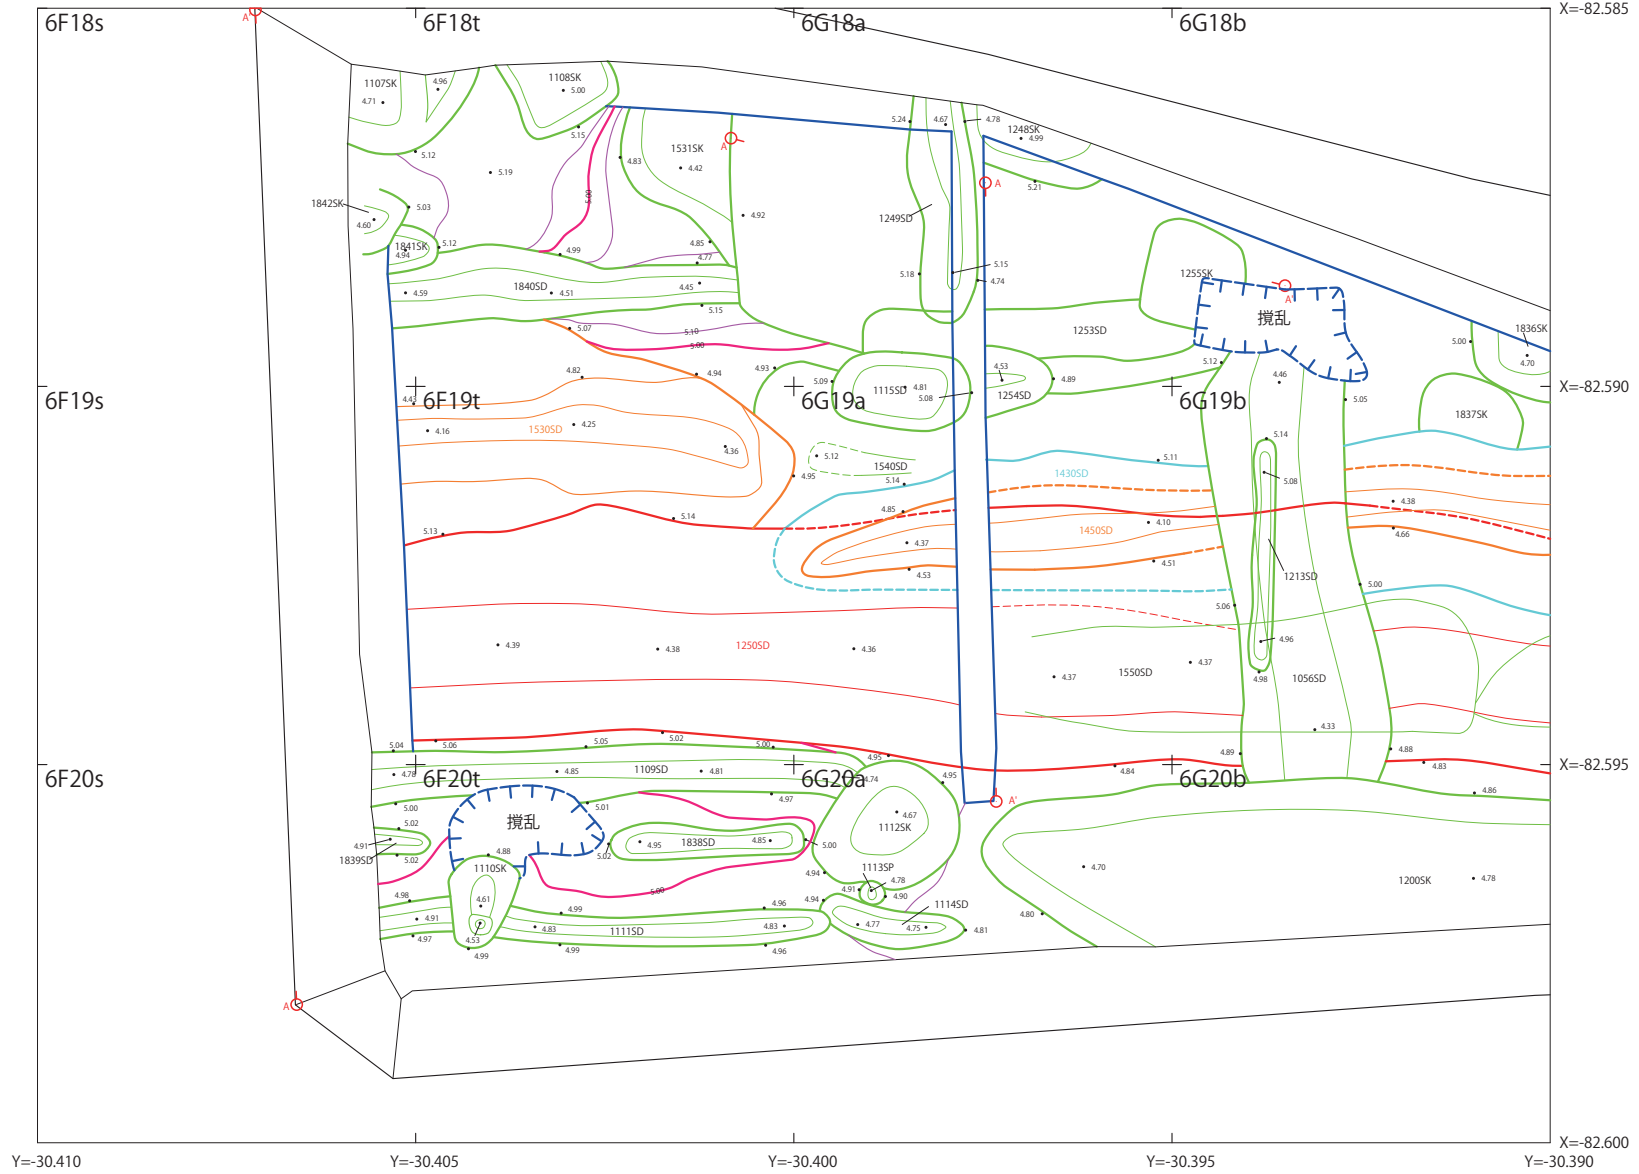 6F18s
6F18t
6G18a
6G18b
X=-82.585
A'
1107SK
4.96
4.71
1108SK
5.00
5.15
5.12
5.19
1531SK
4.83
4.42
A
5.24
4.67
4.78
1248SK
4.99
A
5.21
1842SK
5.03
4.60
5.00
4.92
1249SD
1841SK
5.12
4.94
4.99
4.85
4.77
5.18
5.15
4.74
1255SK
A'
4.59
1840SD
4.51
4.45
5.15
5.07
5.10
5.00
1253SD
撹乱
1836SK
5.00
4.70
4.82
4.94
4.93
5.09
1115SD
4.81
5.08
4.53
4.89
1254SD
5.12
4.46
5.05
X=-82.590
6F19s
4.43
6F19t
6G19a
6G19b
1837SK
4.16
1530SD
4.25
4.36
5.12
1540SD
4.95
5.14
1430SD
5.11
5.14
5.08
5.13
5.14
4.85
4.10
1450SD
4.38
4.37
4.53
4.51
4.66
1213SD
5.00
5.06
4.39
4.38
1250SD
4.36
4.96
4.37
4.37
1550SD
4.98
1056SD
4.33
5.04
5.06
5.05
5.02
5.00
4.95
4.89
4.88
4.84
4.83
X=-82.595
6F20s
4.78
6F20t
4.85
1109SD
4.81
6G20a
4.74
4.95
A'
6G20b
4.86
5.00
5.01
4.97
5.02
撹乱
4.67
1112SK
4.91
1839SD
5.02
4.88
5.02
4.95
1838SD
4.85
5.00
1110SK
4.94
1113SP
4.78
4.70
1200SK
4.78
4.98
4.61
5.00
4.91
4.90
4.94
1114SD
4.91
4.99
4.96
4.80
4.97
4.53
4.99
4.83
1111SD
4.83
4.77
4.75
4.81
4.99
4.96
A
X=-82.600
Y=-30.410
Y=-30.405
Y=-30.400
Y=-30.395
Y=-30.390